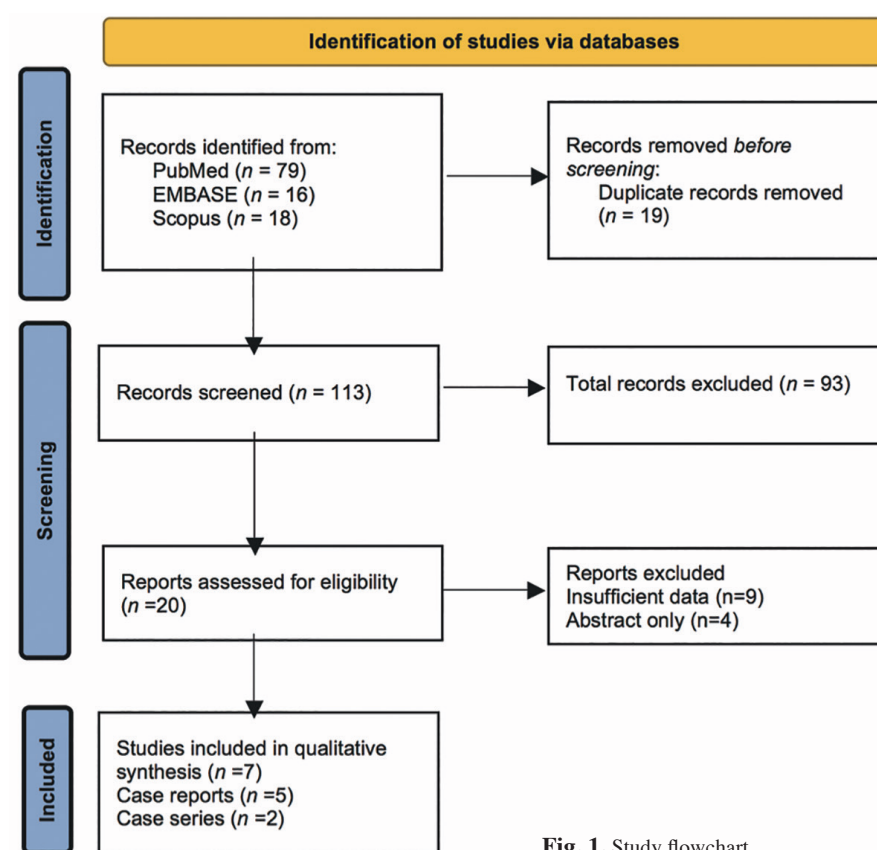 Identification of studies via databases
Identification
Records identified from:
PubMed (n = 79)
EMBASE (n = 16)
Scopus (n = 18)
Records removed before
screening:
Duplicate records removed
(n = 19)
Screening
Records screened (n = 113)
Total records excluded (n = 93)
Reports assessed for eligibility
(n =20)
Reports excluded
Insufficient data (n=9)
Abstract only (n=4)
Included
Studies included in qualitative
synthesis (n =7)
Case reports (n =5)
Case series (n =2)
Fig. 1. Study flowchart